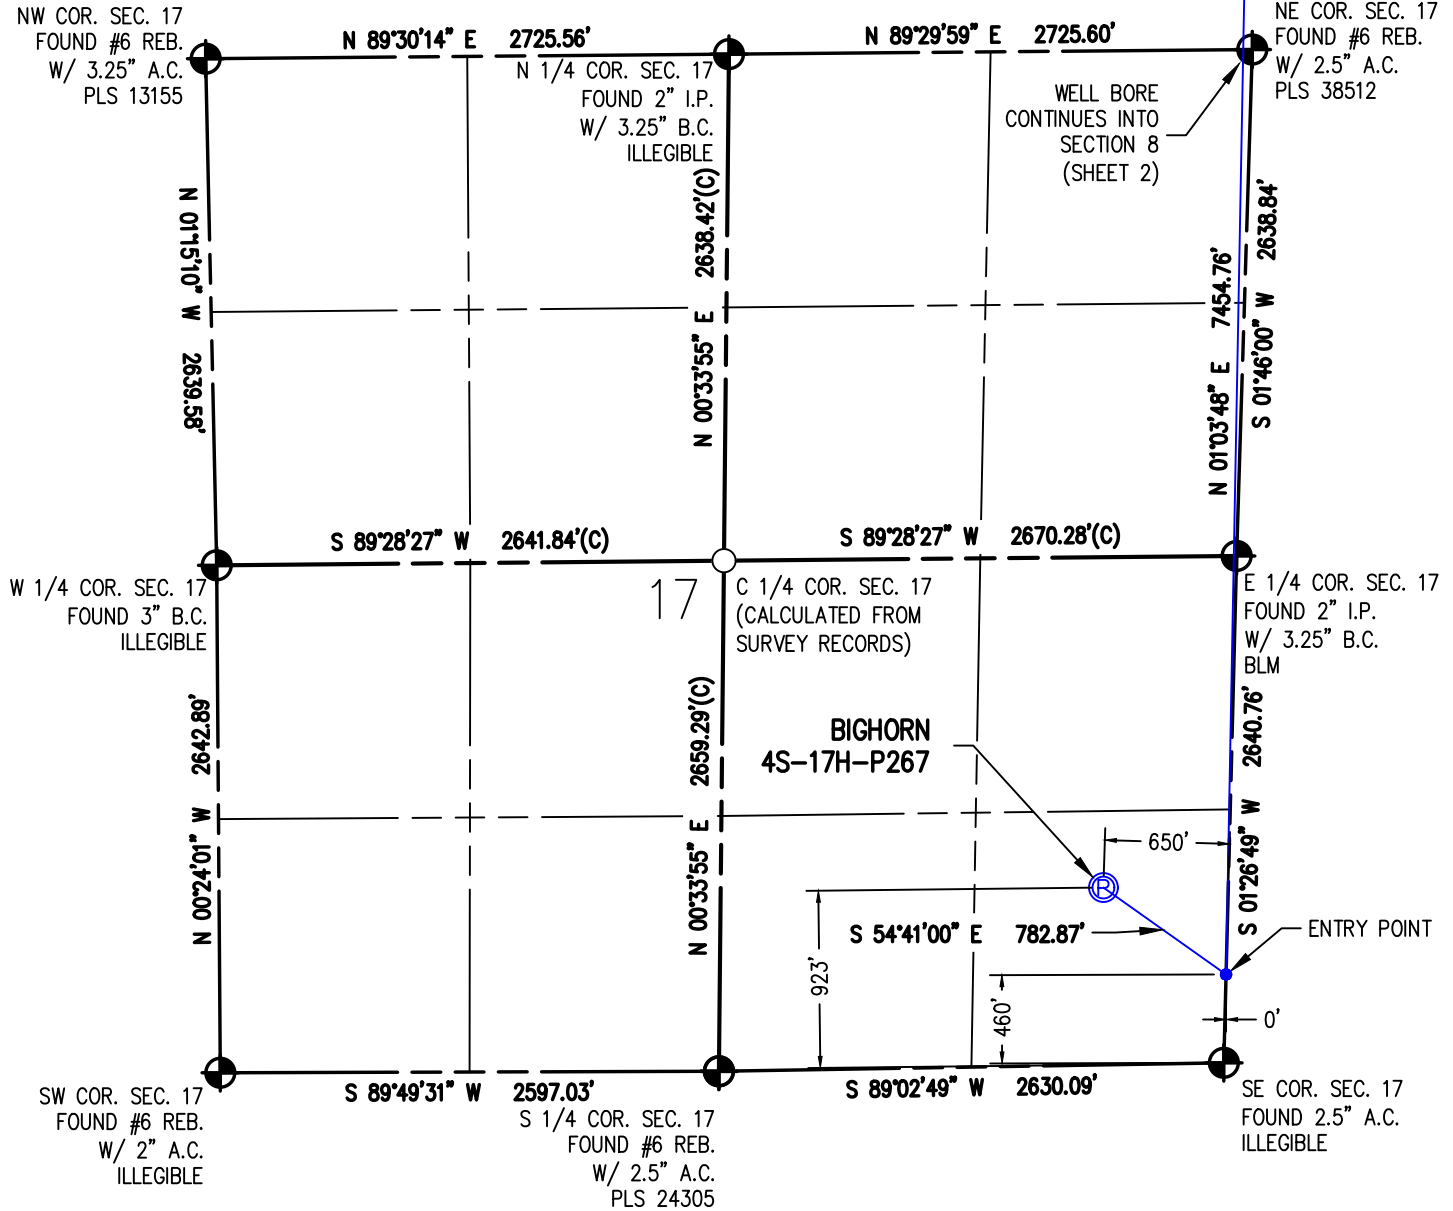 NW COR. SEC. 17
FOUND #6 REB.
W/ 3.25" A.C.
PLS 13155
N 89°30'14" E 2725.56'
N 1/4 COR. SEC. 17
FOUND 2" I.P.
W/ 3.25" B.C.
ILLEGIBLE
N 89°29'59" E 2725.60'
NE COR. SEC. 17
FOUND #6 REB.
W/ 2.5" A.C.
PLS 38512
WELL BORE
CONTINUES INTO
SECTION 8
(SHEET 2)
N 01°15'10" W 2639.58'
N 00°33'55" E 2638.42'(C)
N 01°03'48" E 7454.76'
S 01°46'00" W 2638.84'
S 89°28'27" W 2641.84'(C)
S 89°28'27" W 2670.28'(C)
W 1/4 COR. SEC. 17
FOUND 3" B.C.
ILLEGIBLE
17
C 1/4 COR. SEC. 17
(CALCULATED FROM
SURVEY RECORDS)
E 1/4 COR. SEC. 17
FOUND 2" I.P.
W/ 3.25" B.C.
BLM
BIGHORN
4S-17H-P267
N 00°24'01" W 2642.89'
N 00°33'55" E 2659.29'(C)
S 01°26'49" W 2640.76'
650'
R
S 54°41'00" E 782.87'
ENTRY POINT
923'
460'
0'
S 89°49'31" W 2597.03'
S 89°02'49" W 2630.09'
SW COR. SEC. 17
FOUND #6 REB.
W/ 2" A.C.
ILLEGIBLE
S 1/4 COR. SEC. 17
FOUND #6 REB.
W/ 2.5" A.C.
PLS 24305
SE COR. SEC. 17
FOUND 2.5" A.C.
ILLEGIBLE